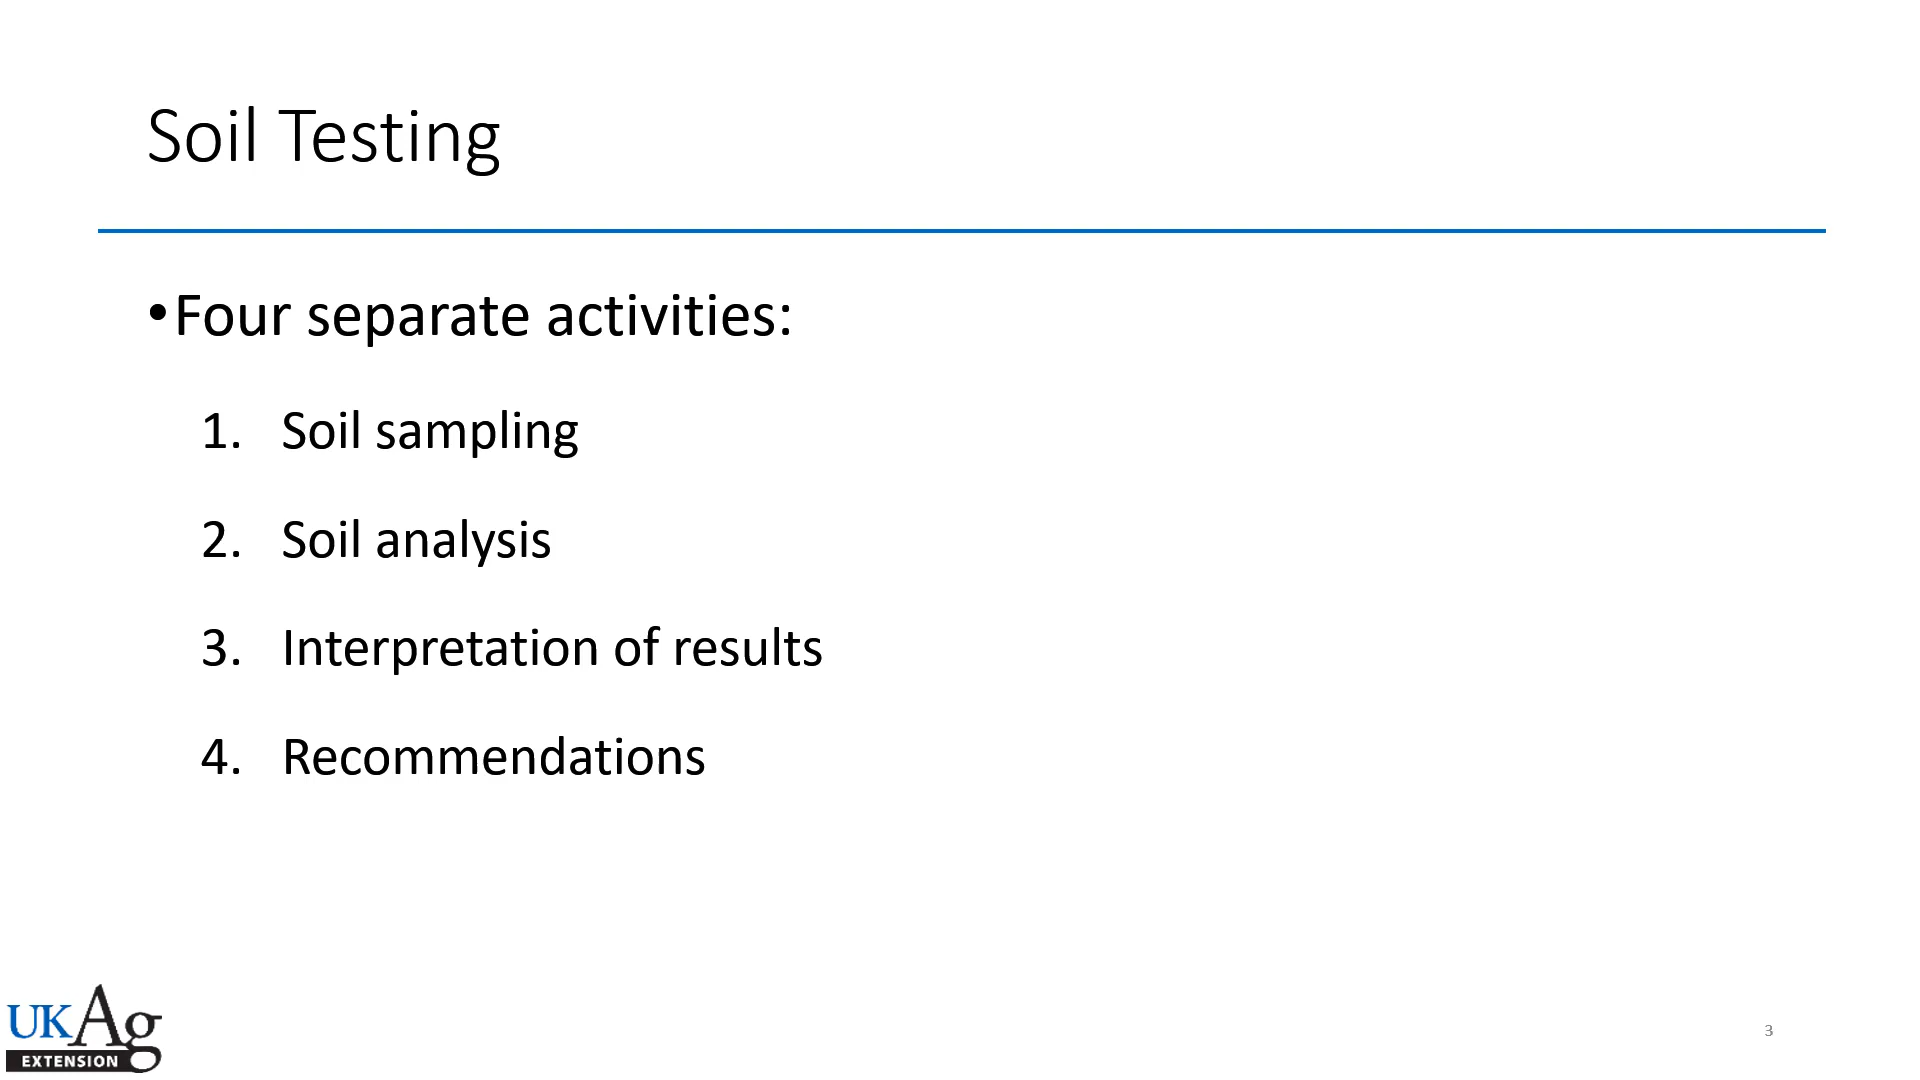 Soil Testing
•Four separate activities:
1. Soil sampling
2. Soil analysis
3. Interpretation of results
4. Recommendations
UKAg
EXTENSION
3